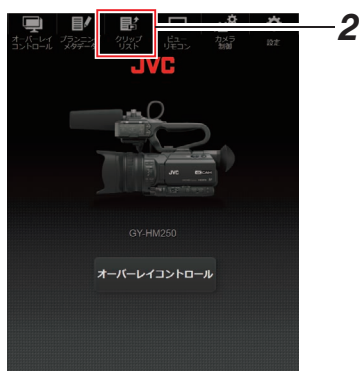 オーバーレイ
コントロール
プランニング
メタデータ
クリップ
リスト
ビュー
リモコン
カメラ
制御
設定
2
JVC
JVC
GY-HM250
オーバーレイコントロール